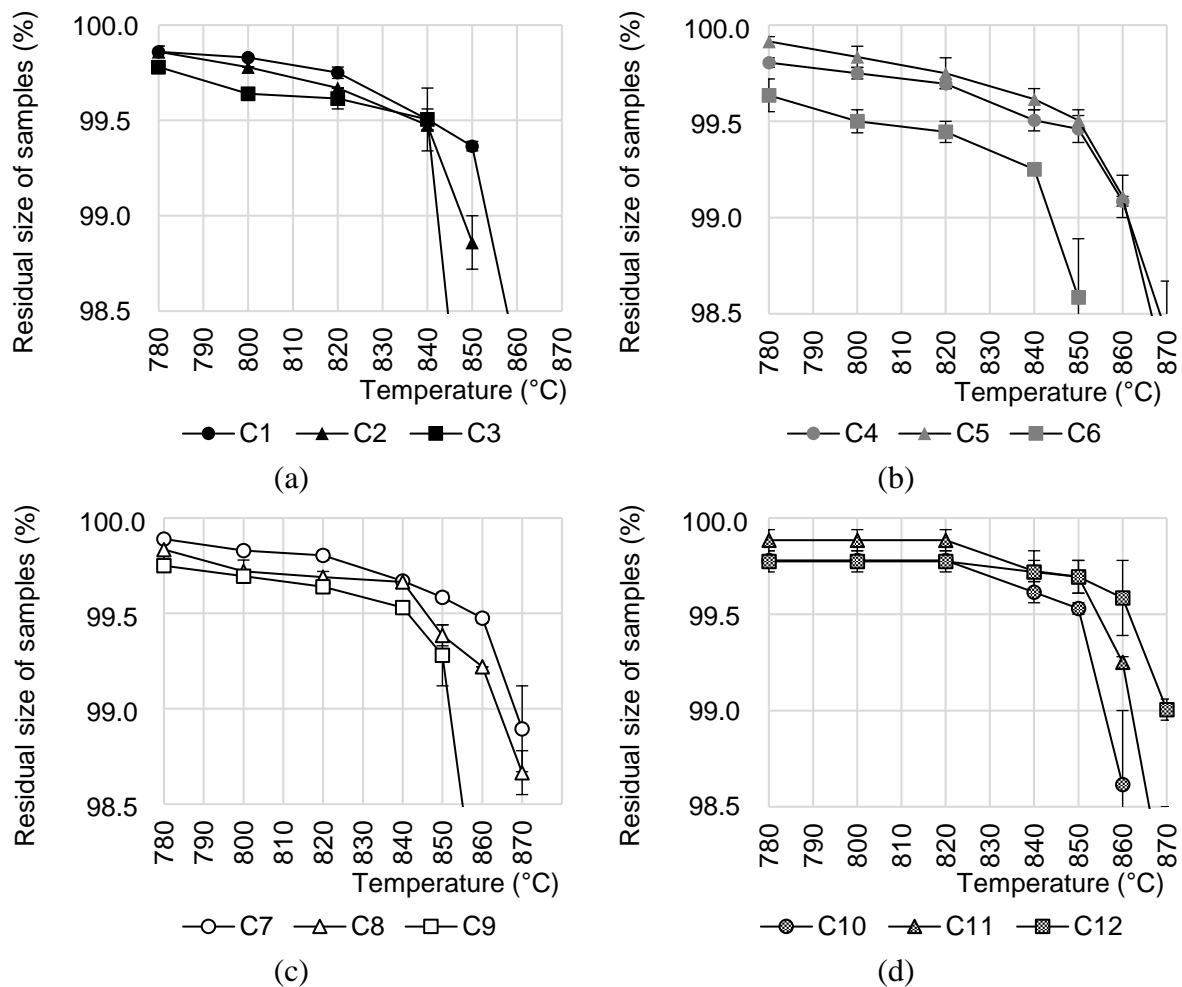 Residual size of samples (%)
100.0
99.5
99.0
98.5
780 790 800 810 820 830 840 850 860 870
Temperature (°C)
C1 C2 C3
(a)
Residual size of samples (%)
100.0
99.5
99.0
98.5
780 790 800 810 820 830 840 850 860 870
Temperature (°C)
C4 C5 C6
(b)
Residual size of samples (%)
100.0
99.5
99.0
98.5
780 790 800 810 820 830 840 850 860 870
Temperature (°C)
C7 C8 C9
(c)
Residual size of samples (%)
100.0
99.5
99.0
98.5
780 790 800 810 820 830 840 850 860 870
Temperature (°C)
C10 C11 C12
(d)